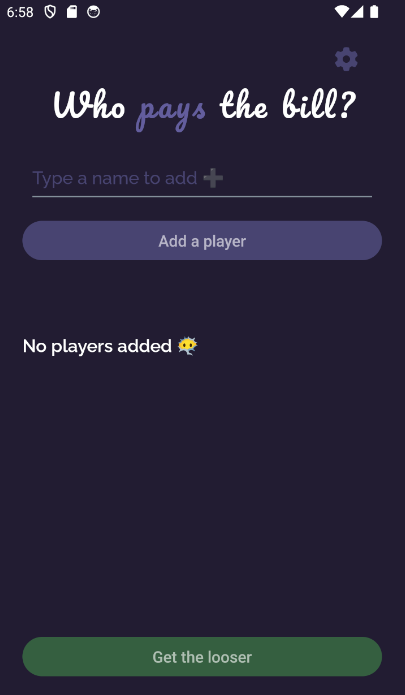 6:58
Who pays the bill?
Type a name to add ➕
Add a player
No players added 😶‍🌫️
Get the looser